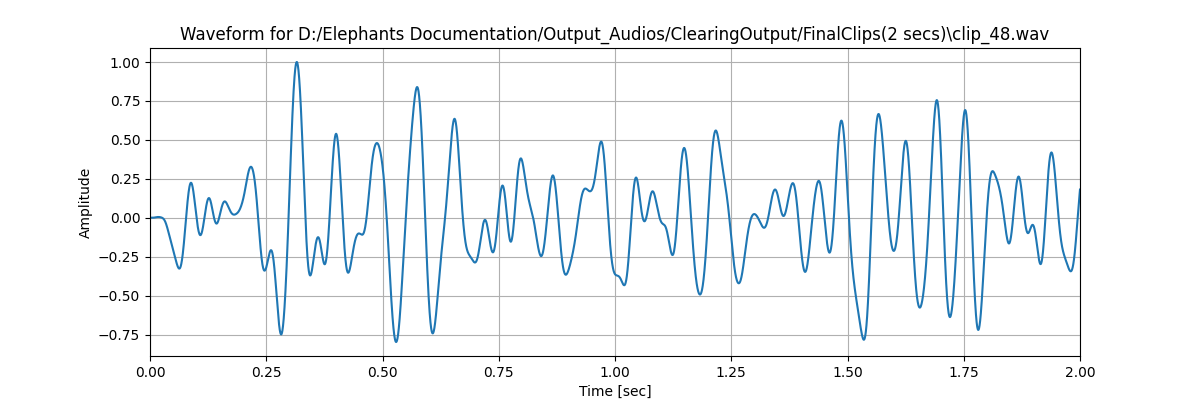 Waveform for D:/Elephants Documentation/Output_Audios/ClearingOutput/FinalClips(2 secs)\clip_48.wav
1.00
0.75
0.50
0.25
0.00
−0.25
−0.50
−0.75
Amplitude
0.00 0.25 0.50 0.75 1.00 1.25 1.50 1.75 2.00
Time [sec]